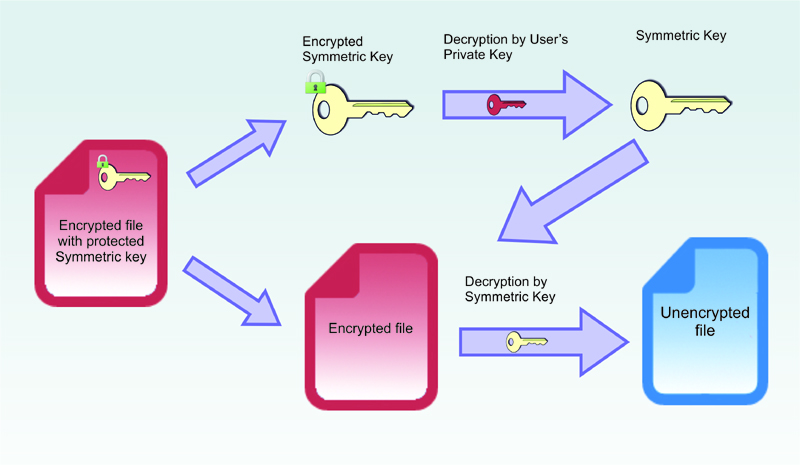 Encrypted
Symmetric Key
Decryption by User's
Private Key
Symmetric Key
Encrypted file
with protected
Symmetric key
Encrypted file
Decryption by
Symmetric Key
Unencrypted
file